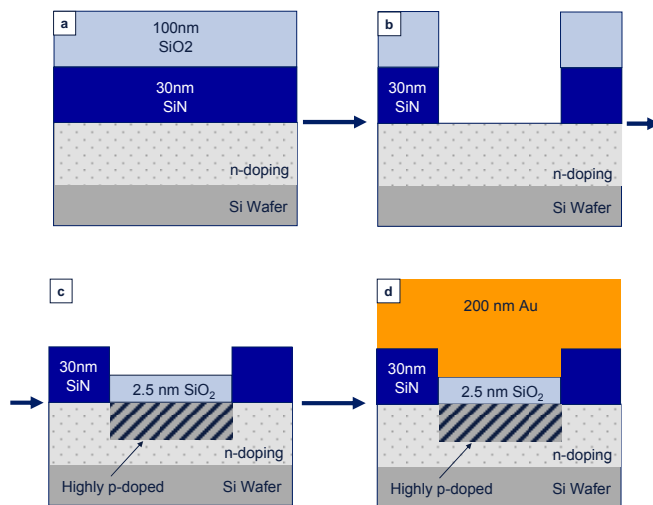 a
100nm
SiO2
30nm
SiN
n-doping
Si Wafer
b
30nm
SiN
n-doping
Si Wafer
c
30nm
SiN
2.5 nm SiO₂
n-doping
Highly p-doped
Si Wafer
d
200 nm Au
30nm
SiN
2.5 nm SiO₂
n-doping
Highly p-doped
Si Wafer